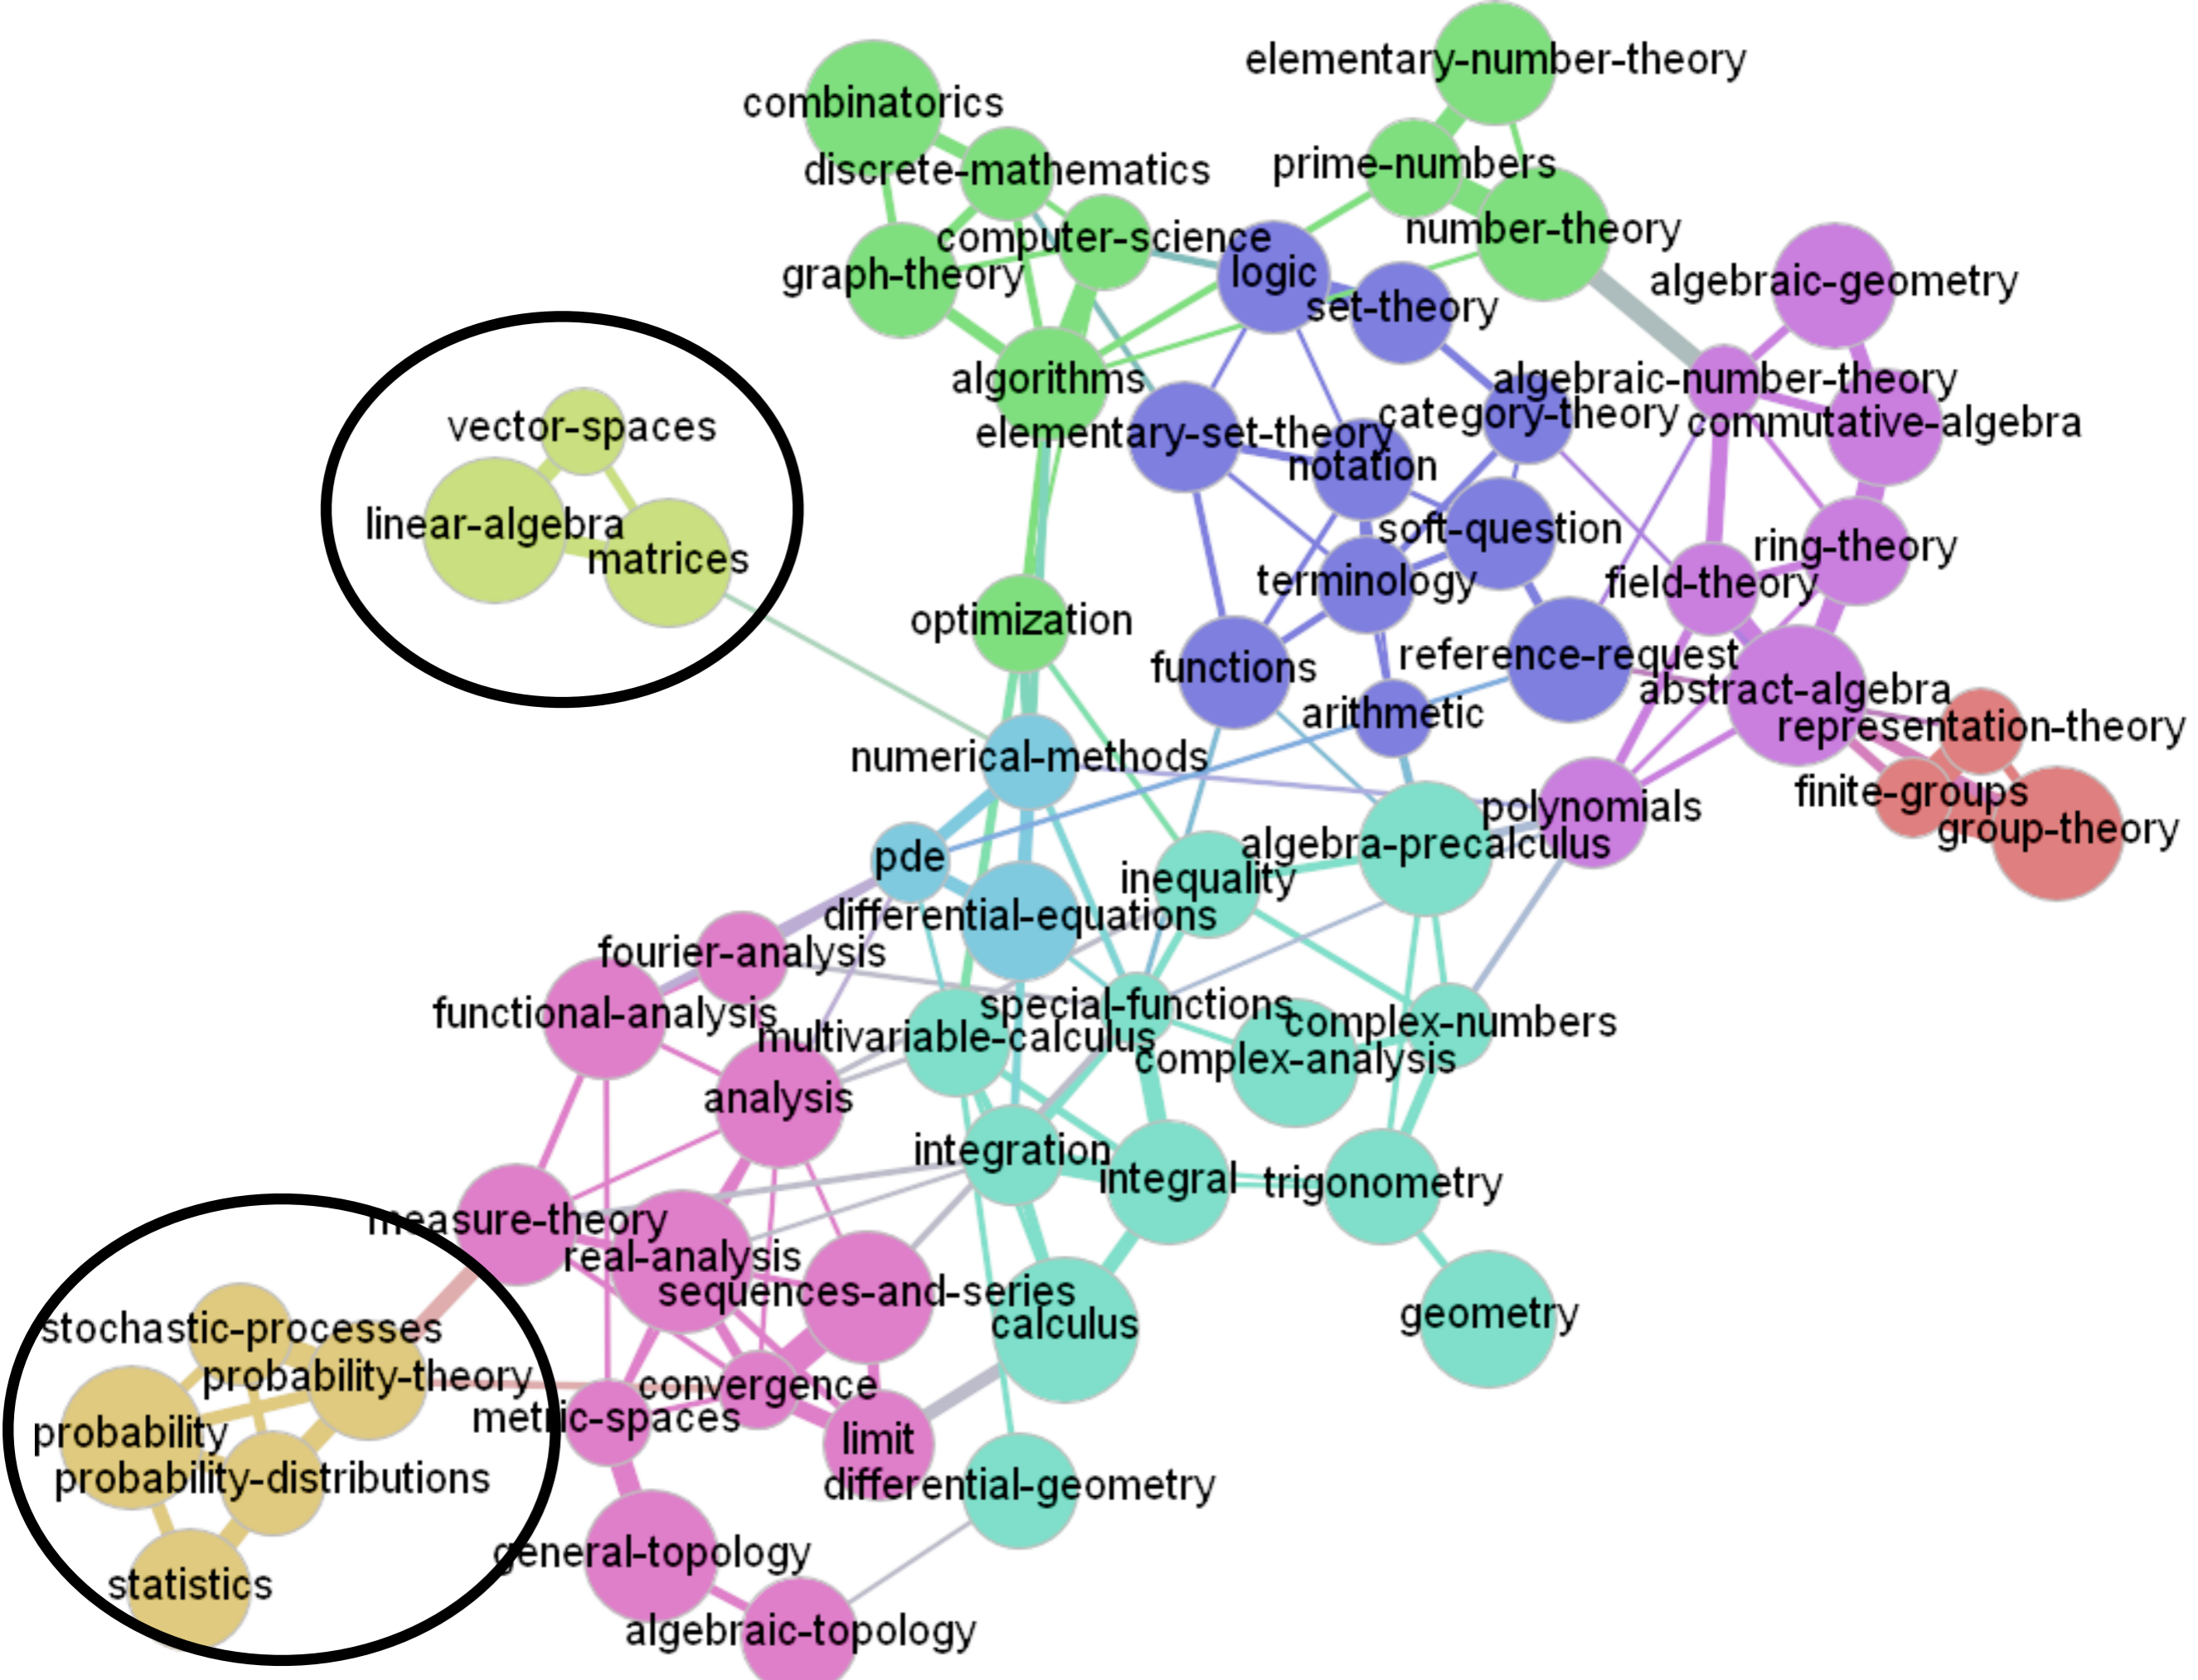 elementary-number-theory
combinatorics
prime-numbers
discrete-mathematics
number-theory
computer-science
graph-theory
logic
algebraic-geometry
set-theory
algorithms
algebraic-number-theory
category-theory
commutative-algebra
vector-spaces
elementary-set-theory
notation
linear-algebra
soft-question
matrices
ring-theory
terminology
field-theory
optimization
functions
reference-request
abstract-algebra
arithmetic
representation-theory
numerical-methods
finite-groups
polynomials
group-theory
algebra-precalculus
pde
inequality
differential-equations
fourier-analysis
special-functions
functional-analysis
complex-numbers
multivariable-calculus
complex-analysis
analysis
integration
integral
trigonometry
measure-theory
real-analysis
sequences-and-series
geometry
calculus
stochastic-processes
probability-theory
convergence
metric-spaces
probability
limit
probability-distributions
differential-geometry
general-topology
statistics
algebraic-topology